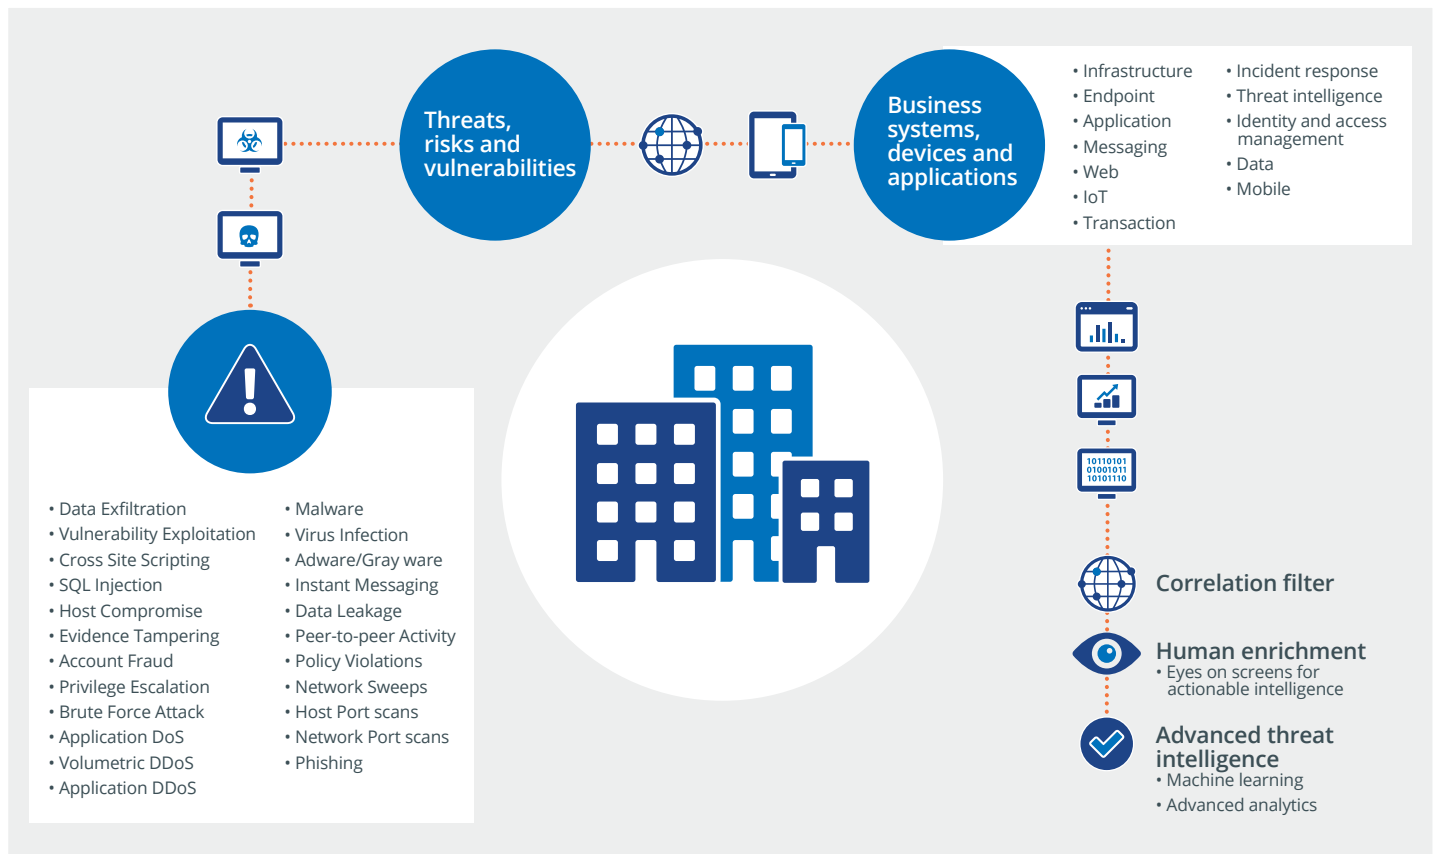 Threats,
risks and
vulnerabilities
Business
systems,
devices and
applications
• Infrastructure
• Endpoint
• Application
• Messaging
• Web
• IoT
• Transaction
• Incident response
• Threat intelligence
• Identity and access
management
• Data
• Mobile
• Data Exfiltration
• Vulnerability Exploitation
• Cross Site Scripting
• SQL Injection
• Host Compromise
• Evidence Tampering
• Account Fraud
• Privilege Escalation
• Brute Force Attack
• Application DoS
• Volumetric DDoS
• Application DDoS
• Malware
• Virus Infection
• Adware/Gray ware
• Instant Messaging
• Data Leakage
• Peer-to-peer Activity
• Policy Violations
• Network Sweeps
• Host Port scans
• Network Port scans
• Phishing
10110101
01001011
10101110
Correlation filter
Human enrichment
• Eyes on screens for
actionable intelligence
Advanced threat
intelligence
• Machine learning
• Advanced analytics